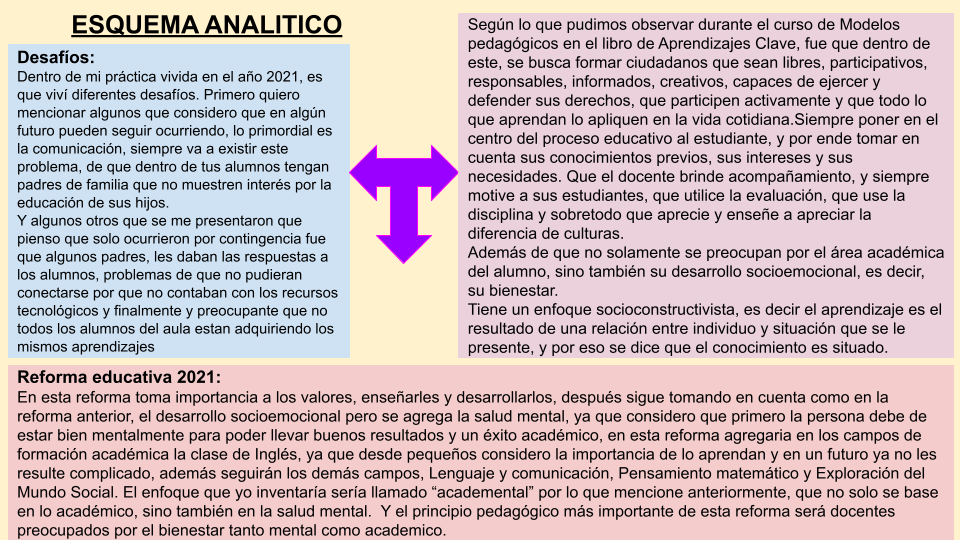 ESQUEMA ANALITICO
Desafíos:
Dentro de mi práctica vivida en el año 2021, es
que viví diferentes desafíos. Primero quiero
mencionar algunos que considero que en algún
futuro pueden seguir ocurriendo, lo primordial es
la comunicación, siempre va a existir este
problema, de que dentro de tus alumnos tengan
padres de familia que no muestren interés por la
educación de sus hijos.
Y algunos otros que se me presentaron que
pienso que solo ocurrieron por contingencia fue
que algunos padres, les daban las respuestas a
los alumnos, problemas de que no pudieran
conectarse por que no contaban con los recursos
tecnológicos y finalmente y preocupante que no
todos los alumnos del aula estan adquiriendo los
mismos aprendizajes
Según lo que pudimos observar durante el curso de Modelos
pedagógicos en el libro de Aprendizajes Clave, fue que dentro de
este, se busca formar ciudadanos que sean libres, participativos,
responsables, informados, creativos, capaces de ejercer y
defender sus derechos, que participen activamente y que todo lo
que aprendan lo apliquen en la vida cotidiana.Siempre poner en el
centro del proceso educativo al estudiante, y por ende tomar en
cuenta sus conocimientos previos, sus intereses y sus
necesidades. Que el docente brinde acompañamiento, y siempre
motive a sus estudiantes, que utilice la evaluación, que use la
disciplina y sobretodo que aprecie y enseñe a apreciar la
diferencia de culturas.
Además de que no solamente se preocupan por el área académica
del alumno, sino también su desarrollo socioemocional, es decir,
su bienestar.
Tiene un enfoque socioconstructivista, es decir el aprendizaje es el
resultado de una relación entre individuo y situación que se le
presente, y por eso se dice que el conocimiento es situado.
Reforma educativa 2021:
En esta reforma toma importancia a los valores, enseñarles y desarrollarlos, después sigue tomando en cuenta como en la
reforma anterior, el desarrollo socioemocional pero se agrega la salud mental, ya que considero que primero la persona debe de
estar bien mentalmente para poder llevar buenos resultados y un éxito académico, en esta reforma agregaria en los campos de
formación académica la clase de Inglés, ya que desde pequeños considero la importancia de lo aprendan y en un futuro ya no les
resulte complicado, además seguirán los demás campos, Lenguaje y comunicación, Pensamiento matemático y Exploración del
Mundo Social. El enfoque que yo inventaría sería llamado “academental” por lo que mencione anteriormente, que no solo se base
en lo académico, sino también en la salud mental.  Y el principio pedagógico más importante de esta reforma será docentes
preocupados por el bienestar tanto mental como academico.